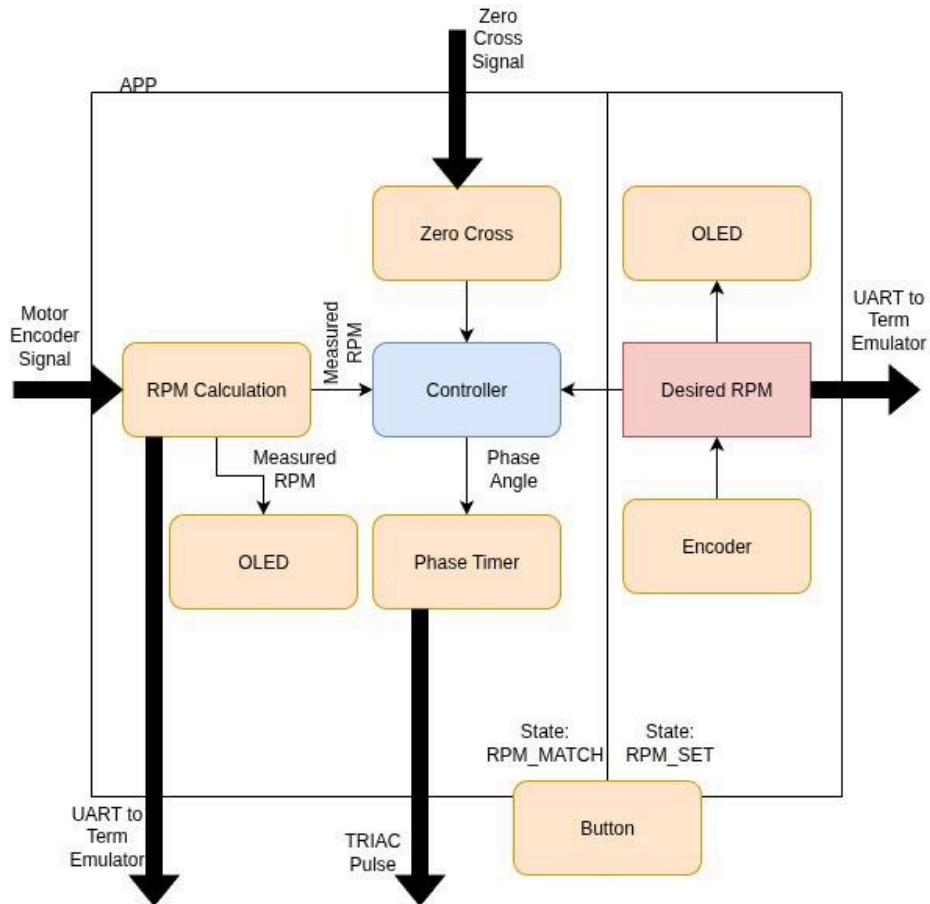 Zero
Cross
Signal
APP
Zero Cross
OLED
Motor
Encoder
Signal
Measured
RPM
UART to
Term
Emulator
RPM Calculation
Controller
Desired RPM
Measured
RPM
Phase
Angle
OLED
Phase Timer
Encoder
State:
RPM_MATCH
State:
RPM_SET
UART to
Term
Emulator
TRIAC
Pulse
Button